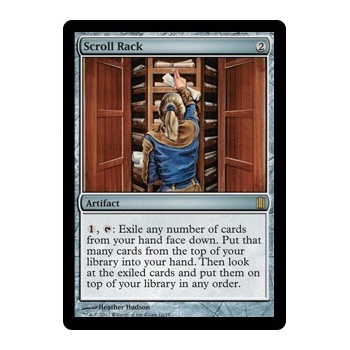 Scroll Rack 2
Artifact
1, : Exile any number of cards
from your hand face down. Put that
many cards from the top of your
library into your hand. Then look
at the exiled cards and put them on
top of your library in any order.
Heather Hudson